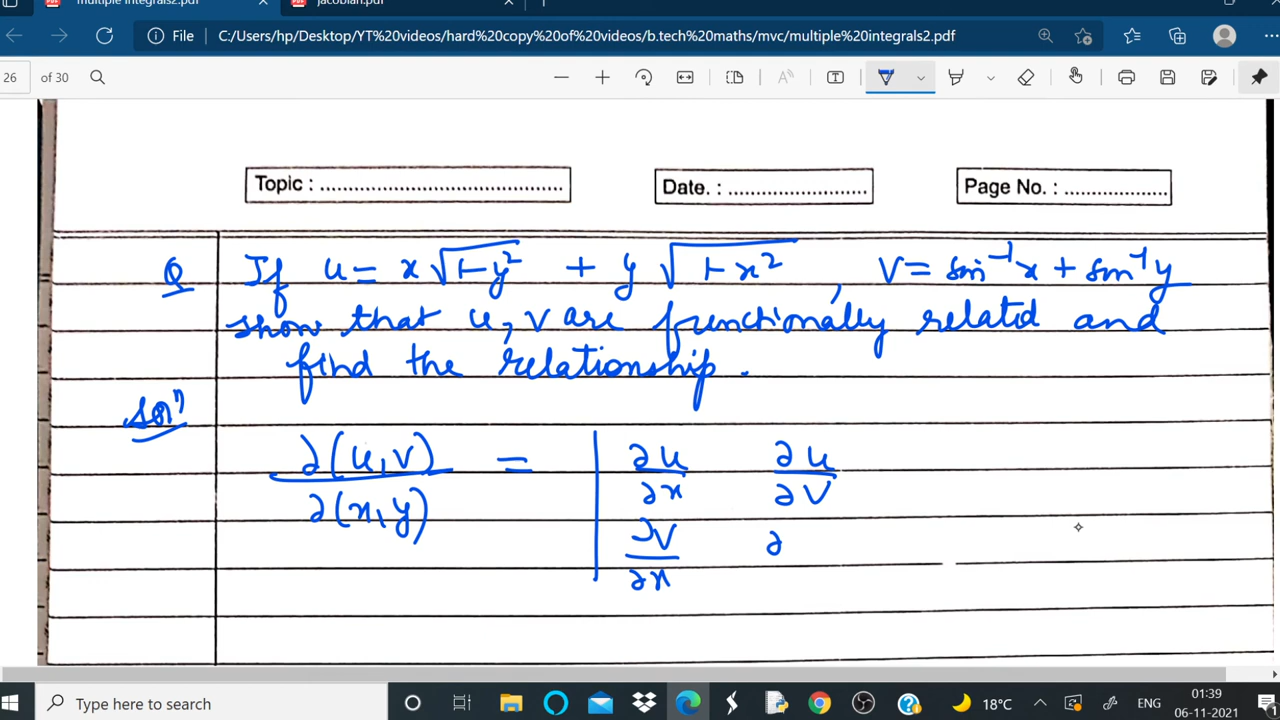 multiple integrals2.pdf
jacobian.pdf
File C:/Users/hp/Desktop/YT%20videos/hard%20copy%20of%20videos/b.tech%20maths/mvc/multiple%20integrals2.pdf
26 of 30
Topic : ............................................. Date. : ......................... Page No. : ...................
Q If u = x √(1-y²) + y √(1-x²) , V = sin⁻¹x + sin⁻¹y
show that u, v are functionally related and
find the relationship.
Solⁿ
∂(u,v) = | ∂u ∂u
∂(x,y) ∂x ∂V
∂V ∂
∂x
Type here to search 18°C ENG 01:39
06-11-2021